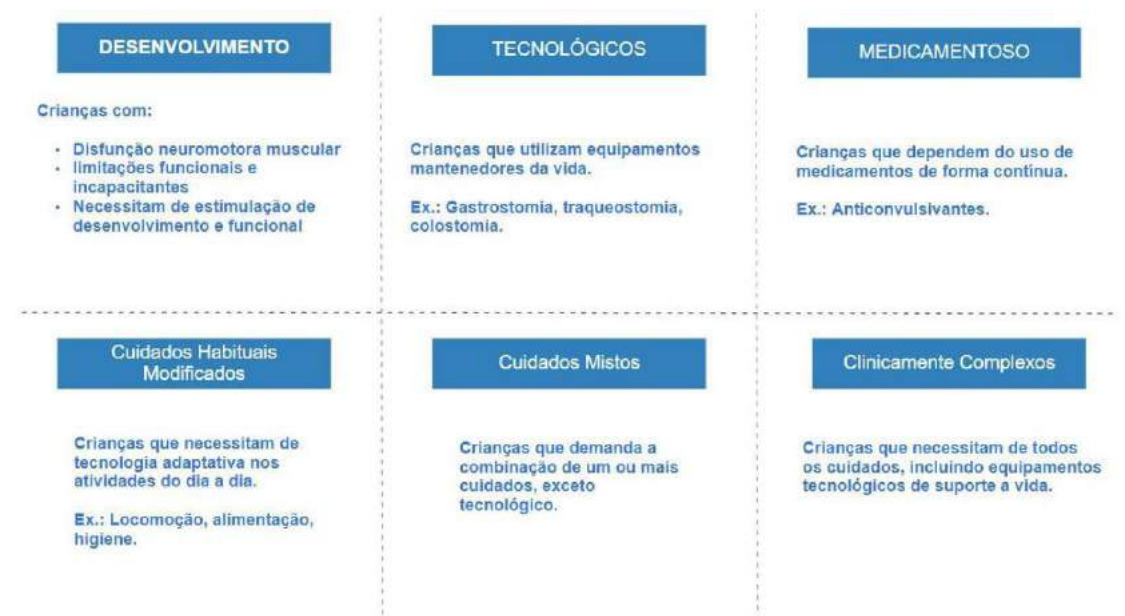 DESENVOLVIMENTO
Crianças com:
• Disfunção neuromotora muscular
• limitações funcionais e
incapacitantes
• Necessitam de estimulação de
desenvolvimento e funcional
TECNOLÓGICOS
Crianças que utilizam equipamentos
mantenedores da vida.
Ex.: Gastrostomia, traqueostomia,
colostomia.
MEDICAMENTOSO
Crianças que dependem do uso de
medicamentos de forma contínua.
Ex.: Anticonvulsivantes.
Cuidados Habituais
Modificados
Crianças que necessitam de
tecnologia adaptativa nos
atividades do dia a dia.
Ex.: Locomoção, alimentação,
higiene.
Cuidados Mistos
Crianças que demanda a
combinação de um ou mais
cuidados, exceto
tecnológico.
Clinicamente Complexos
Crianças que necessitam de todos
os cuidados, incluindo equipamentos
tecnológicos de suporte a vida.